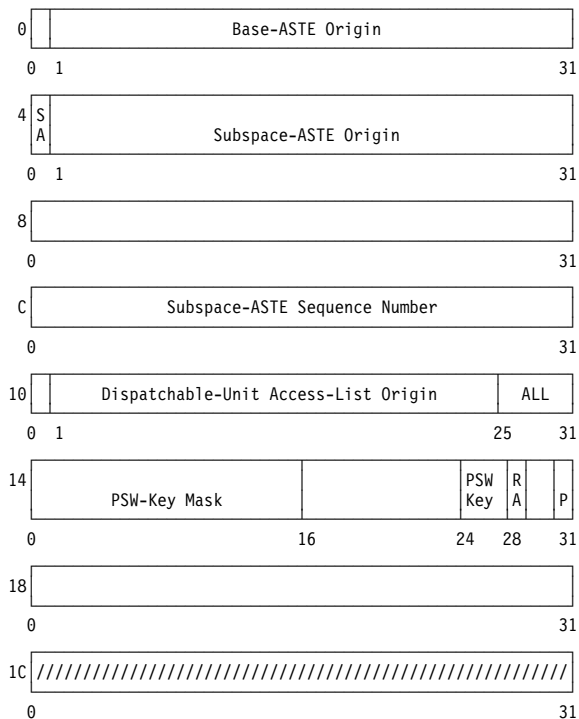 0 Base-ASTE Origin
0 1 31
4 S
A Subspace-ASTE Origin
0 1 31
8
0 31
C Subspace-ASTE Sequence Number
0 31
10 Dispatchable-Unit Access-List Origin ALL
0 1 25 31
14 PSW R
PSW-Key Mask Key A P
0 16 24 28 31
18
0 31
1C /////////////////////////////////////////////////////////
0 31